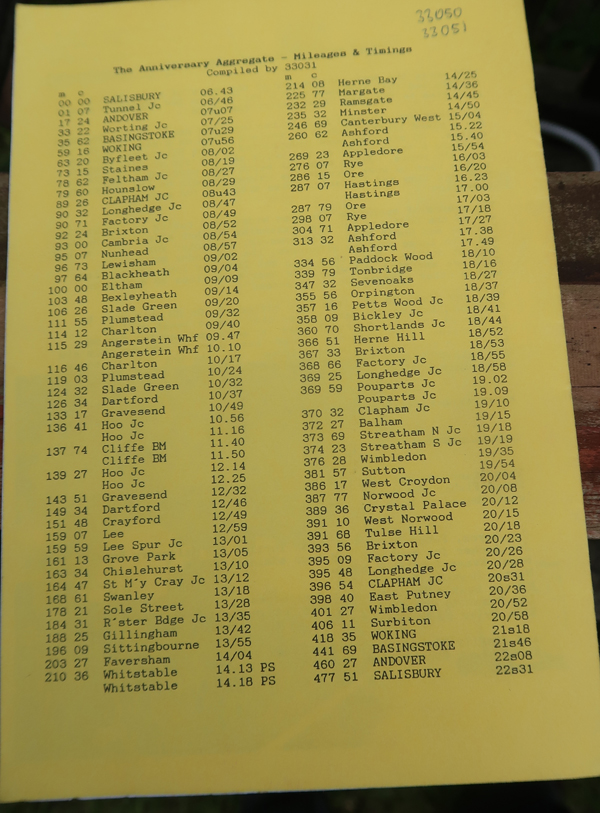 33050
33051
The Anniversary Aggregate - Mileages & Timings
Compiled by 33031
m c
00 00 SALISBURY 06.43
01 07 Tunnel Jc 06/48
17 24 ANDOVER 07u07
33 22 Worting Jc 07/25
35 62 BASINGSTOKE 07u29
59 16 WOKING 07u56
63 20 Byfleet Jc 08/02
73 15 Staines 08/19
78 62 Feltham Jc 08/27
79 60 Hounslow 08/29
89 26 CLAPHAM JC 08u43
90 32 Longhedge Jc 08/47
90 71 Factory Jc 08/49
92 24 Brixton 08/52
93 00 Cambria Jc 08/54
95 07 Nunhead 08/57
96 73 Lewisham 09/02
97 64 Blackheath 09/04
100 00 Eltham 09/09
103 48 Bexleyheath 09/14
106 26 Slade Green 09/20
111 55 Plumstead 09/32
114 12 Charlton 09/40
115 29 Angerstein Whf 09.47
Angerstein Whf 10.10
116 46 Charlton 10/17
119 03 Plumstead 10/24
124 32 Slade Green 10/32
126 34 Dartford 10/37
133 17 Gravesend 10/49
136 41 Hoo Jc 10.56
Hoo Jc 11.16
137 74 Cliffe BM 11.40
Cliffe BM 11.50
139 27 Hoo Jc 12.14
Hoo Jc 12.25
143 51 Gravesend 12/32
149 34 Dartford 12/46
151 48 Crayford 12/49
159 07 Lee 12/59
159 59 Lee Spur Jc 13/01
161 13 Grove Park 13/05
163 34 Chislehurst 13/10
164 47 St M'y Cray Jc 13/12
168 61 Swanley 13/18
178 21 Sole Street 13/28
184 31 R'ster Bdge Jc 13/35
188 25 Gillingham 13/42
196 09 Sittingbourne 13/55
203 27 Faversham 14/04
210 36 Whitstable 14.13 PS
Whitstable 14.18 PS
m c
214 08 Herne Bay 14/25
225 77 Margate 14/36
232 29 Ramsgate 14/45
235 32 Minster 14/50
246 69 Canterbury West 15/04
260 62 Ashford 15.22
Ashford 15.40
269 23 Appledore 15/54
276 07 Rye 16/03
286 15 Ore 16/20
287 07 Hastings 16.23
Hastings 17.00
287 79 Ore 17/03
298 07 Rye 17/18
304 71 Appledore 17/27
313 32 Ashford 17.38
Ashford 17.49
334 56 Paddock Wood 18/10
339 79 Tonbridge 18/16
347 32 Sevenoaks 18/27
355 56 Orpington 18/37
357 16 Petts Wood Jc 18/39
358 09 Bickley Jc 18/41
360 70 Shortlands Jc 18/44
366 51 Herne Hill 18/52
367 33 Brixton 18/53
368 66 Factory Jc 18/55
369 25 Longhedge Jc 18/58
369 59 Pouparts Jc 19.02
Pouparts Jc 19.09
370 32 Clapham Jc 19/10
372 27 Balham 19/15
373 69 Streatham N Jc 19/18
374 23 Streatham S Jc 19/19
376 28 Wimbledon 19/35
381 57 Sutton 19/54
386 17 West Croydon 20/04
387 77 Norwood Jc 20/08
389 36 Crystal Palace 20/12
391 10 West Norwood 20/15
391 68 Tulse Hill 20/18
393 56 Brixton 20/23
395 09 Factory Jc 20/26
395 48 Longhedge Jc 20/28
396 54 CLAPHAM JC 20s31
398 40 East Putney 20/36
401 27 Wimbledon 20/52
406 11 Surbiton 20/58
418 35 WOKING 21s18
441 69 BASINGSTOKE 21s46
460 27 ANDOVER 22s08
477 51 SALISBURY 22s31